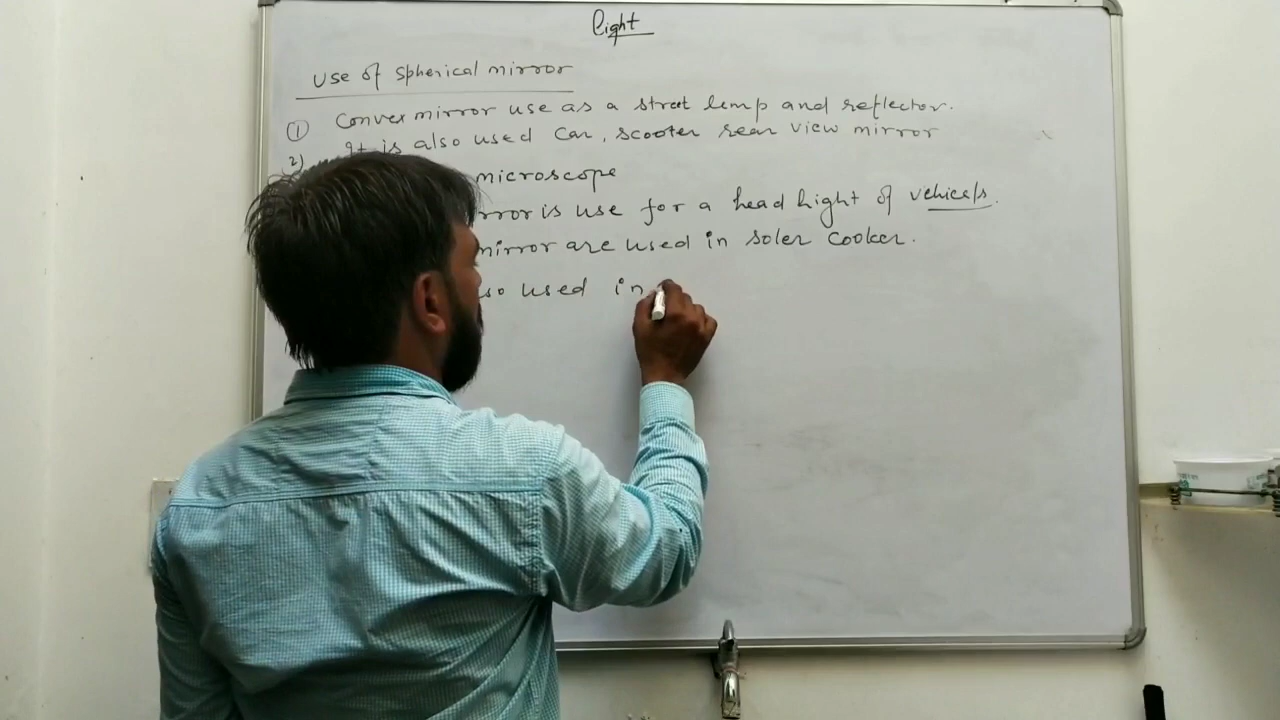 light
use of spherical mirror
① Convex mirror use as a street lemp and reflector.
2) It is also used Car, scooter rear view mirror
microscope
rror is use for a head hight of vehicals.
mirror are used in soler cooker.
so used in